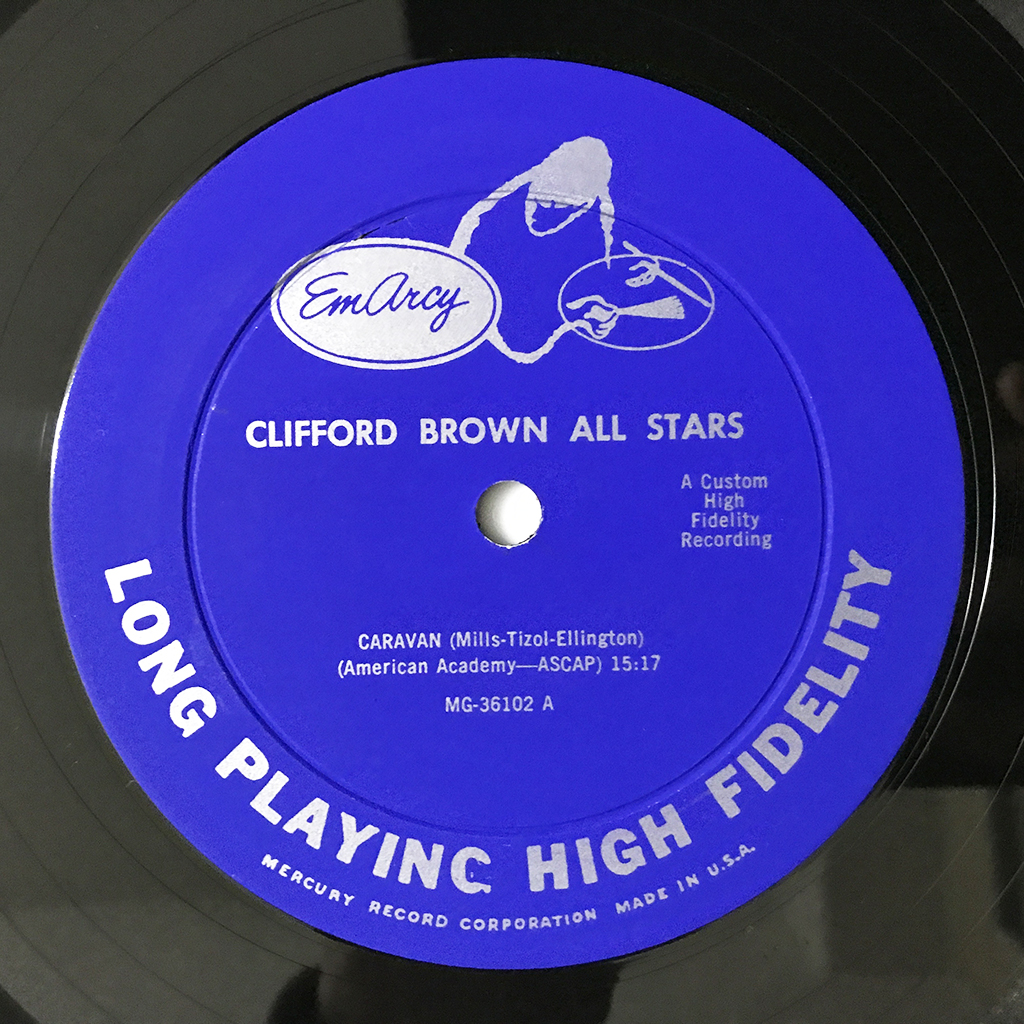 EmArcy
CLIFFORD BROWN ALL STARS
A Custom
High
Fidelity
Recording
CARAVAN (Mills-Tizol-Ellington)
(American Academy—ASCAP) 15:17
MG-36102 A
LONG PLAYING HIGH FIDELITY
MERCURY RECORD CORPORATION MADE IN U.S.A.